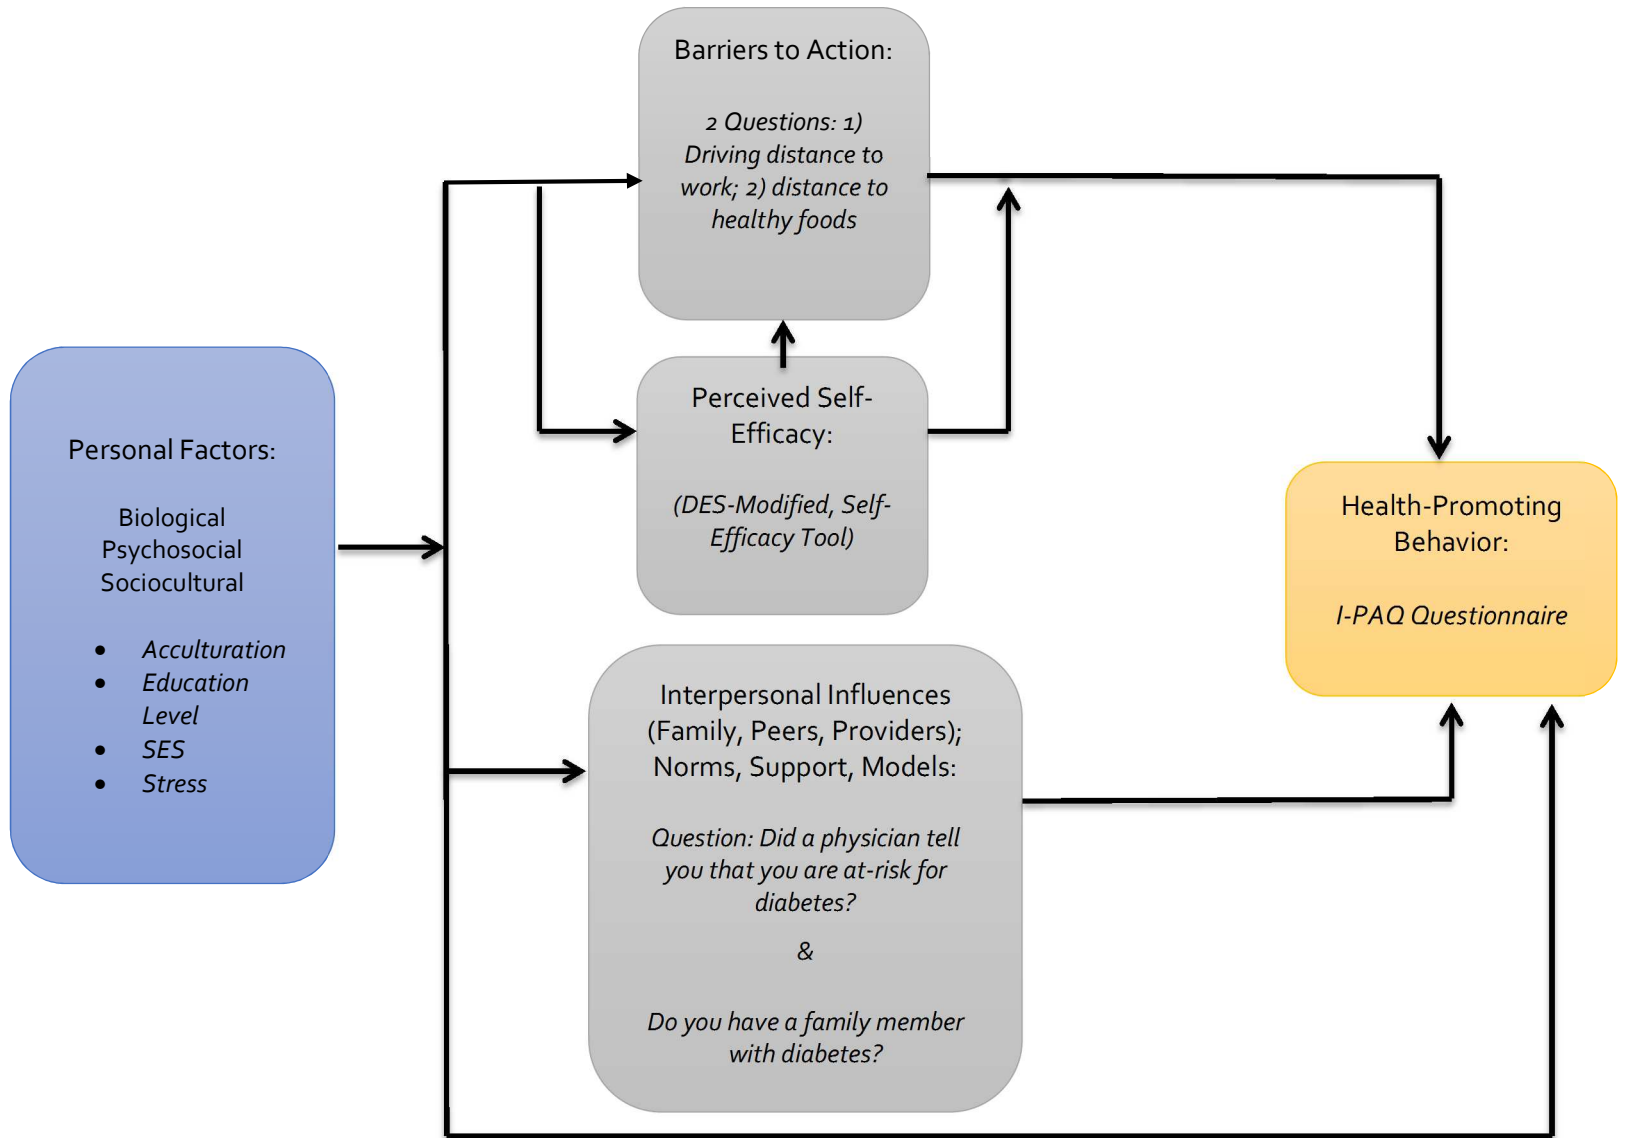 Barriers to Action:
2 Questions: 1)
Driving distance to
work; 2) distance to
healthy foods
Personal Factors:
Biological
Psychosocial
Sociocultural
• Acculturation
• Education
Level
• SES
• Stress
Perceived Self-
Efficacy:
(DES-Modified, Self-
Efficacy Tool)
Interpersonal Influences
(Family, Peers, Providers);
Norms, Support, Models:
Question: Did a physician tell
you that you are at-risk for
diabetes?
&
Do you have a family member
with diabetes?
Health-Promoting
Behavior:
I-PAQ Questionnaire